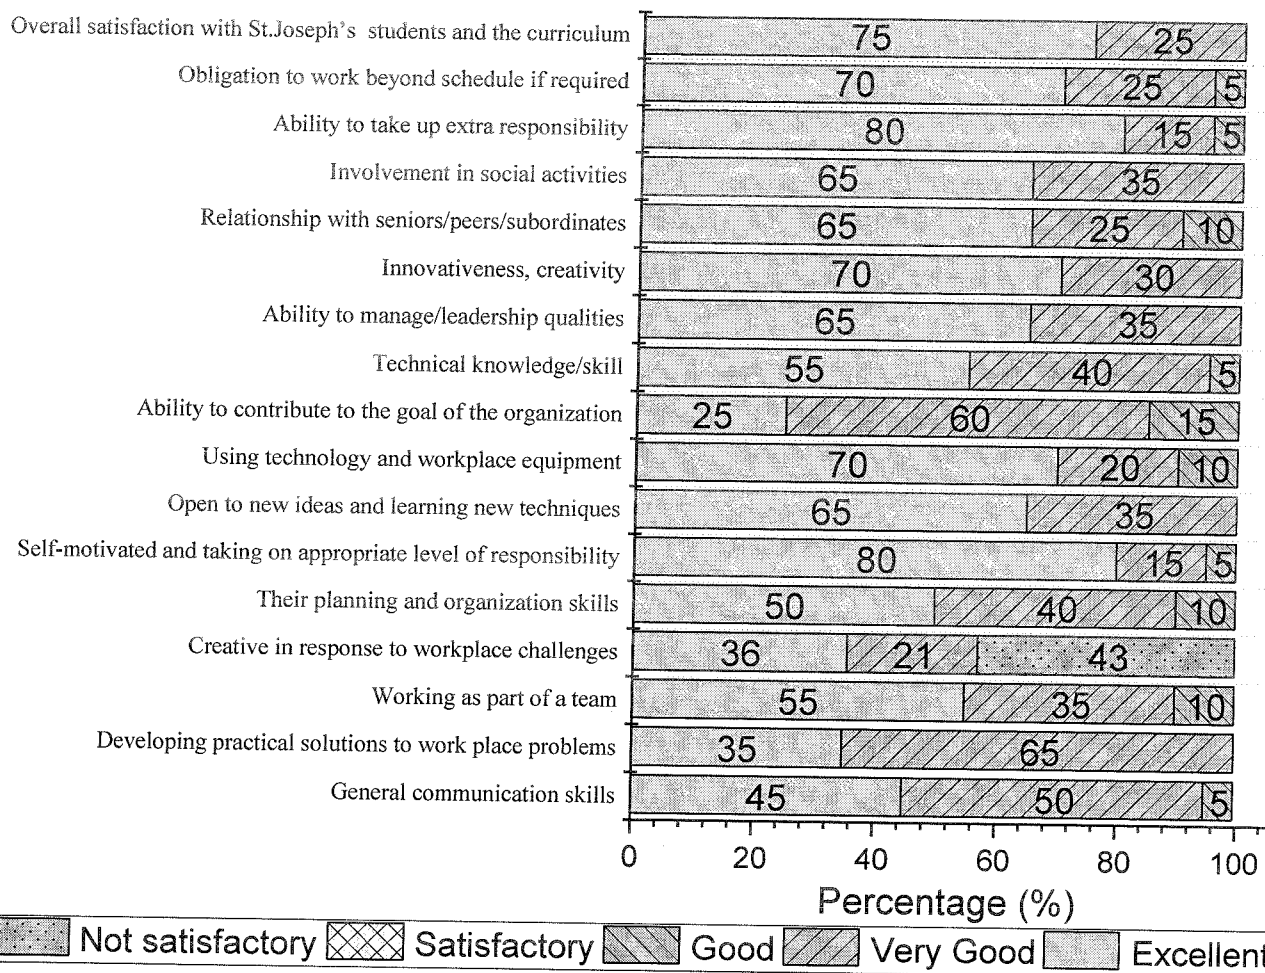 Overall satisfaction with St.Joseph's students and the curriculum 75 25
Obligation to work beyond schedule if required 70 25 5
Ability to take up extra responsibility 80 15 5
Involvement in social activities 65 35
Relationship with seniors/peers/subordinates 65 25 10
Innovativeness, creativity 70 30
Ability to manage/leadership qualities 65 35
Technical knowledge/skill 55 40 5
Ability to contribute to the goal of the organization 25 60 15
Using technology and workplace equipment 70 20 10
Open to new ideas and learning new techniques 65 35
Self-motivated and taking on appropriate level of responsibility 80 15 5
Their planning and organization skills 50 40 10
Creative in response to workplace challenges 36 21 43
Working as part of a team 55 35 10
Developing practical solutions to work place problems 35 65
General communication skills 45 50 5
0 20 40 60 80 100
Percentage (%)
Not satisfactory Satisfactory Good Very Good Excellent